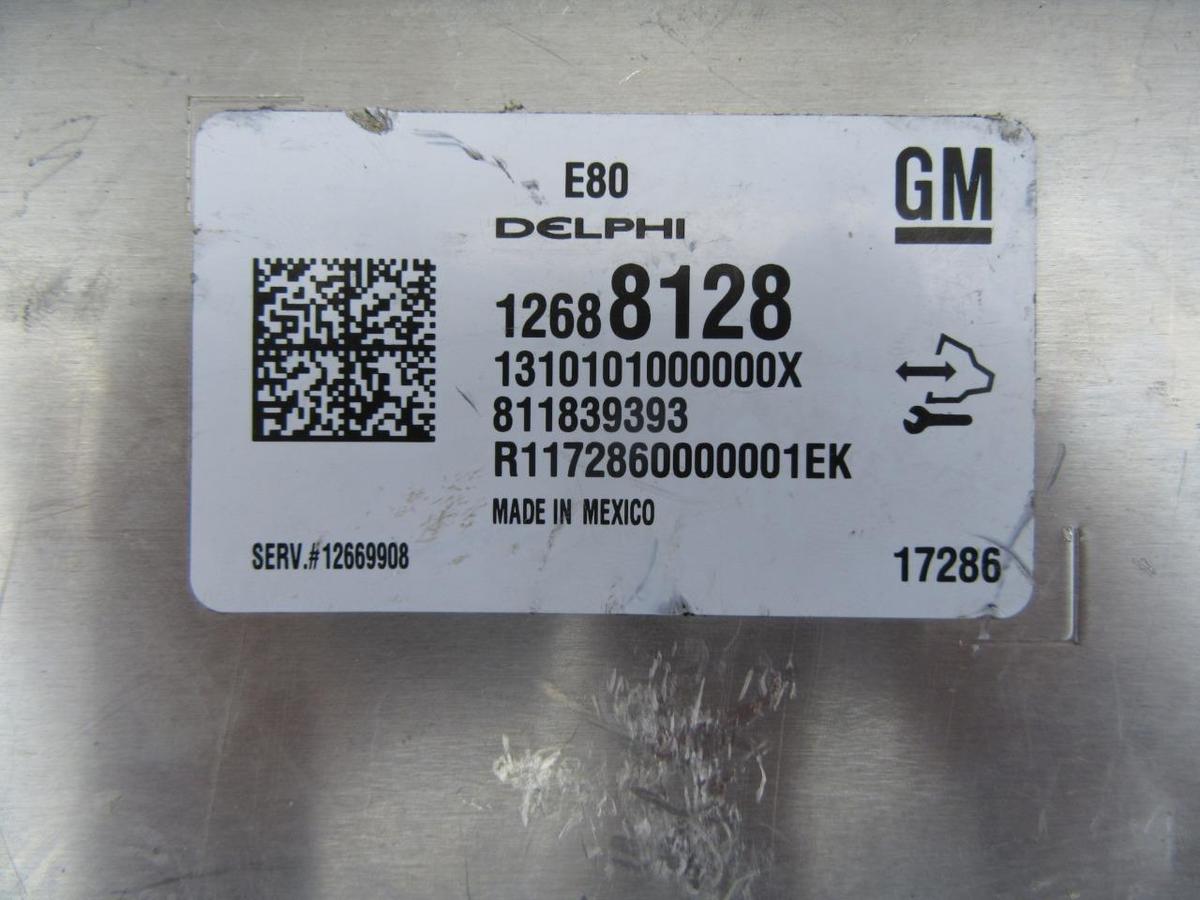 E80
GM
DELPHI
12688128
1310101000000X
811839393
R1172860000001EK
MADE IN MEXICO
SERV.#12669908
17286